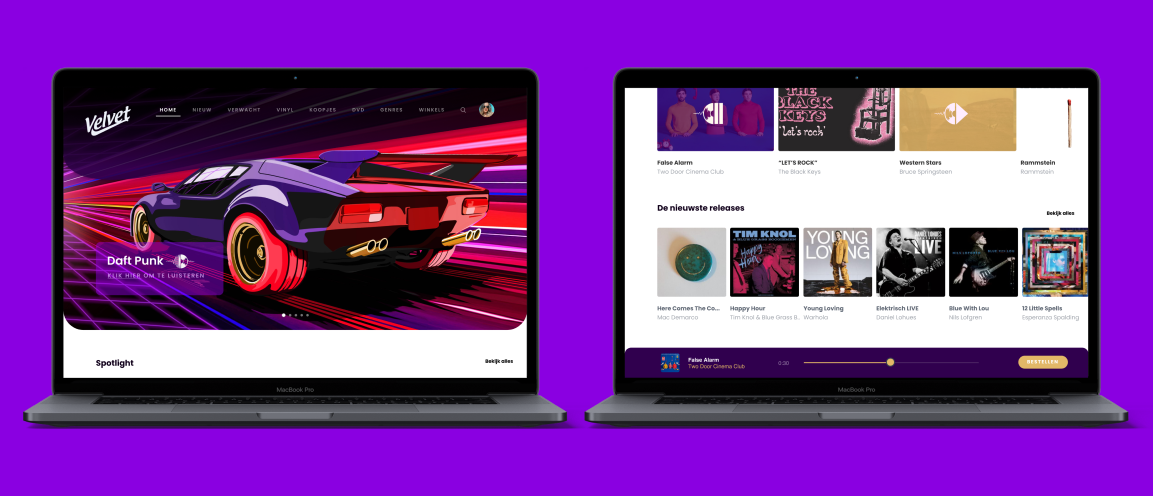 Velvet
HOME NIEUW VERWACHT VINYL KOOPJES DVD GENRES WINKELS
Daft Punk
KLIK HIER OM TE LUISTEREN
Spotlight
Bekijk alles
MacBook Pro
THE
BLACK
KEYS
"Let's rock"
False Alarm
Two Door Cinema Club
"LET'S ROCK"
The Black Keys
Western Stars
Bruce Springsteen
Rammstein
Rammstein
De nieuwste releases
Bekijk alles
TIM KNOL
Happy
Hour
YOUNG
LOVING
DANIEL LOHUES
LIVE
Here Comes The Co...
Mac Demarco
Happy Hour
Tim Knol & Blue Grass B..
Young Loving
Warhola
Elektrisch LIVE
Daniel Lohues
Blue With Lou
Nils Lofgren
12 Little Spells
Esperanza Spalding
False Alarm
Two Door Cinema Club
0:30
BESTELLEN
MacBook Pro